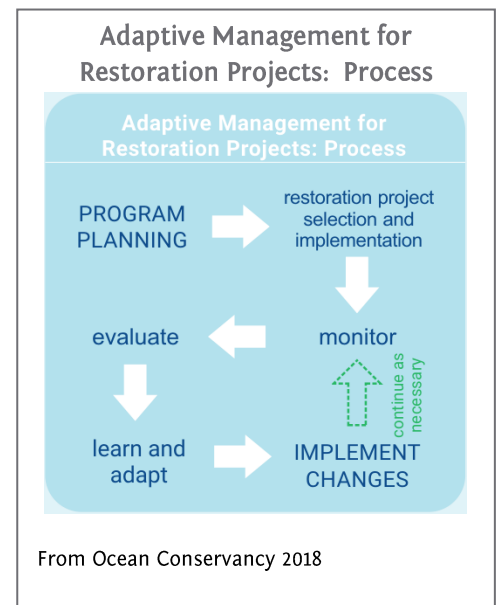 Adaptive Management for
Restoration Projects:  Process
Adaptive Management for
Restoration Projects: Process
PROGRAM
PLANNING
restoration project
selection and
implementation
evaluate
monitor
continue as
necessary
learn and
adapt
IMPLEMENT
CHANGES
From Ocean Conservancy 2018